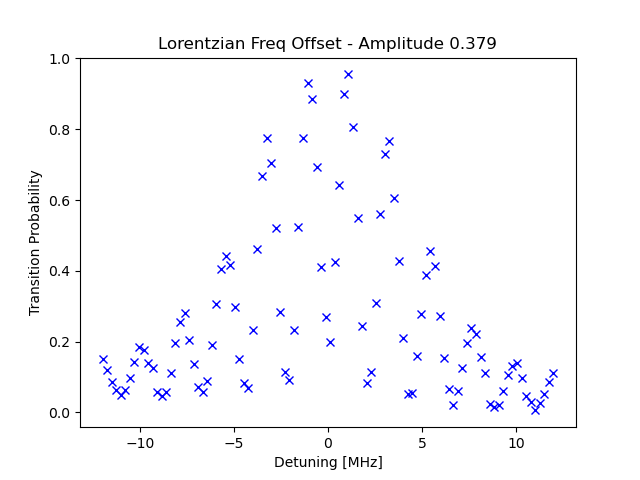 Lorentzian Freq Offset - Amplitude 0.379
1.0
0.8
0.6
0.4
0.2
0.0
Transition Probability
−10 −5 0 5 10
Detuning [MHz]